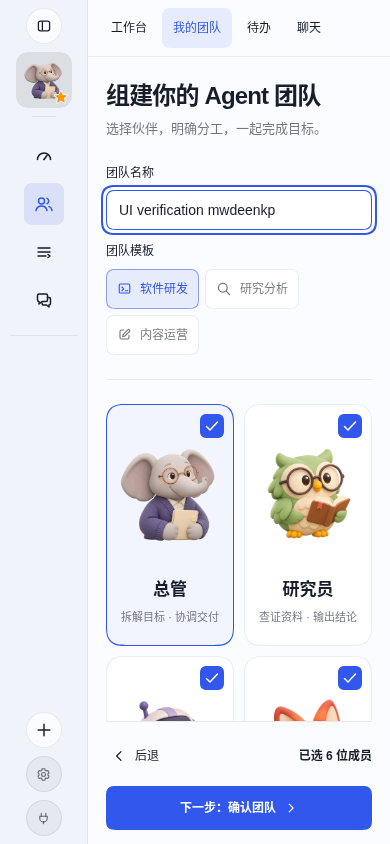 工作台 我的团队 待办 聊天
组建你的 Agent 团队
选择伙伴，明确分工，一起完成目标。
团队名称
UI verification mwdeenkp
团队模板
软件研发 研究分析
内容运营
总管 研究员
拆解目标 · 协调交付 查证资料 · 输出结论
后退 已选 6 位成员
下一步：确认团队